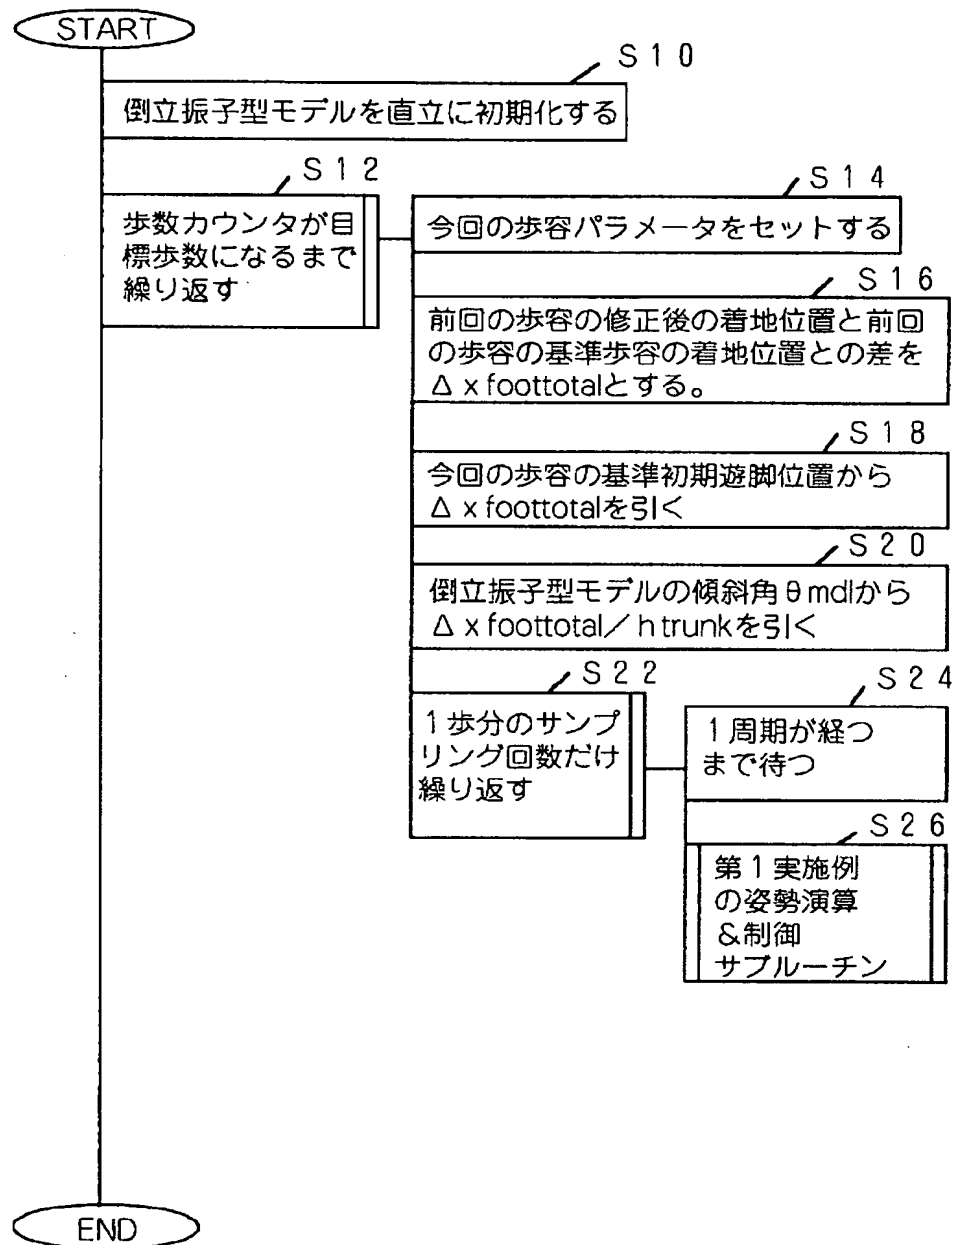 START
S10
倒立振子型モデルを直立に初期化する
S12
歩数カウンタが目
標歩数になるまで
繰り返す
S14
今回の歩容パラメータをセットする
S16
前回の歩容の修正後の着地位置と前回
の歩容の基準歩容の着地位置との差を
Δxfoottotalとする。
S18
今回の歩容の基準初期遊脚位置から
Δxfoottotalを引く
S20
倒立振子型モデルの傾斜角θmdlから
Δxfoottotal/htrunkを引く
S22
1歩分のサンプ
リング回数だけ
繰り返す
S24
1周期が経つ
まで待つ
S26
第1実施例
の姿勢演算
&制御
サブルーチン
END